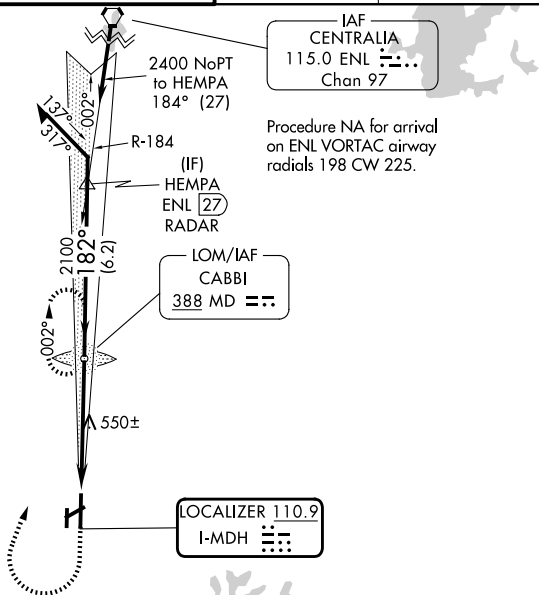 IAF
CENTRALIA
115.0 ENL
Chan 97
2400 NoPT
to HEMPA
184° (27)
002°
137°
317°
R-184
Procedure NA for arrival
on ENL VORTAC airway
radials 198 CW 225.
(IF)
HEMPA
ENL 27
RADAR
2100
182°
(6.2)
LOM/IAF
CABBI
388 MD
002°
550±
LOCALIZER 110.9
I-MDH